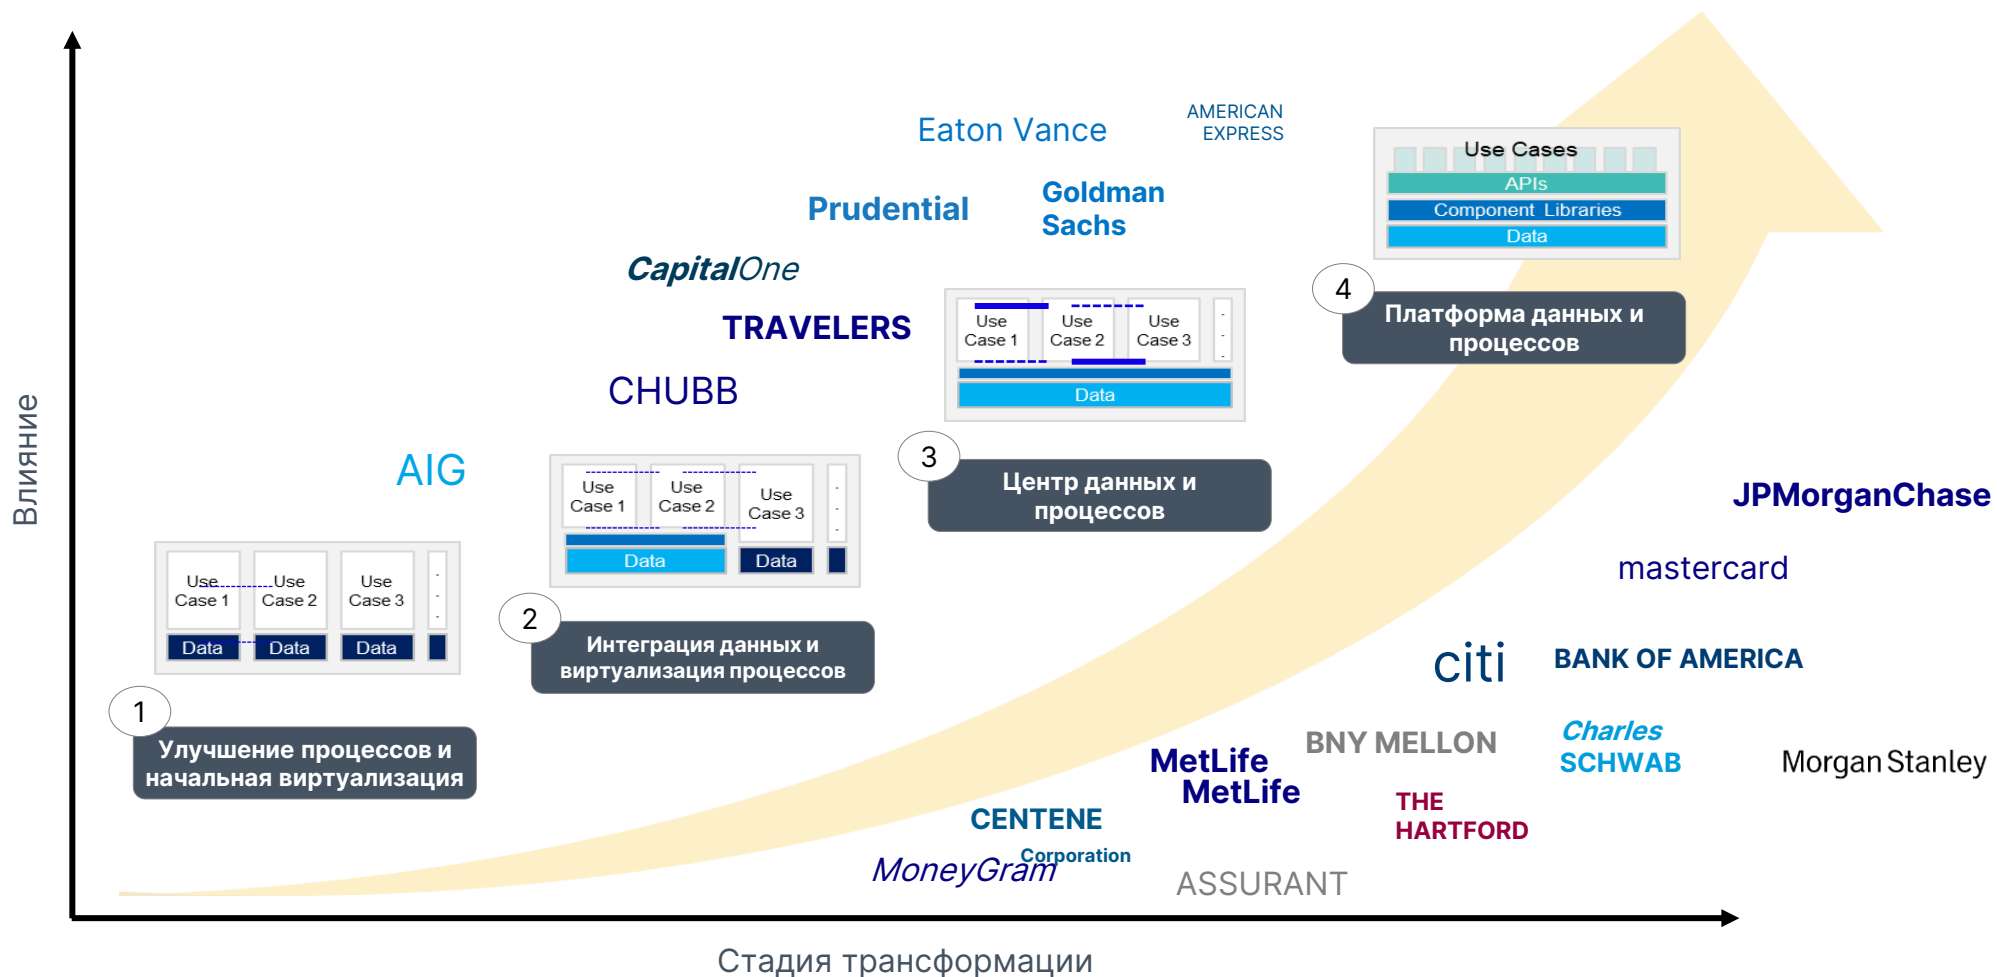 Влияние
Eaton Vance
AMERICAN
EXPRESS
Prudential
Goldman
Sachs
CapitalOne
TRAVELERS
CHUBB
AIG
Use Case 1
Use Case 2
Use Case 3
Data
Data
Data
1
Улучшение процессов и
начальная виртуализация
Use
Case 1
Use
Case 2
Use
Case 3
Data
Data
2
Интеграция данных и
виртуализация процессов
Use
Case 1
Use
Case 2
Use
Case 3
Data
3
Центр данных и
процессов
Use Cases
APIs
Component Libraries
Data
4
Платформа данных и
процессов
JPMorganChase
mastercard
citi
BANK OF AMERICA
BNY MELLON
Charles
SCHWAB
Morgan Stanley
MetLife
MetLife
THE
HARTFORD
CENTENE
Corporation
MoneyGram
ASSURANT
Стадия трансформации